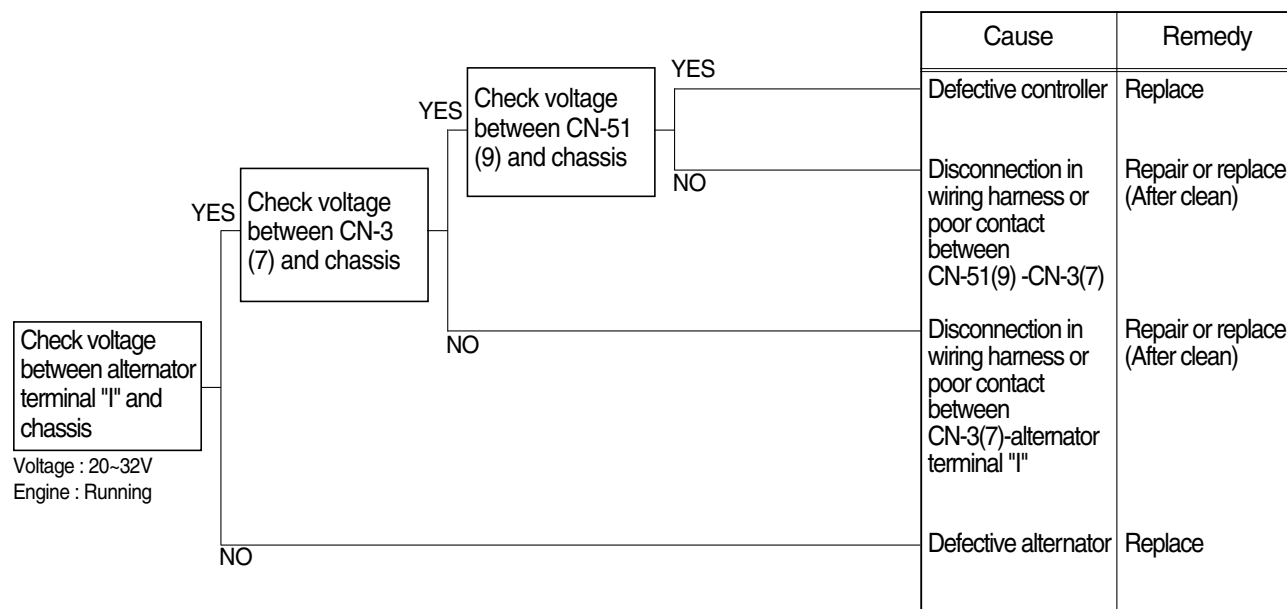 Cause
Remedy
YES
Check voltage
between CN-51
(9) and chassis
YES
Defective controller
Replace
NO
Disconnection in
wiring harness or
poor contact
between
CN-51(9) -CN-3(7)
Repair or replace
(After clean)
YES
Check voltage
between CN-3
(7) and chassis
NO
Disconnection in
wiring harness or
poor contact
between
CN-3(7)-alternator
terminal "I"
Repair or replace
(After clean)
Check voltage
between alternator
terminal "I" and
chassis
Voltage : 20~32V
Engine : Running
NO
Defective alternator
Replace